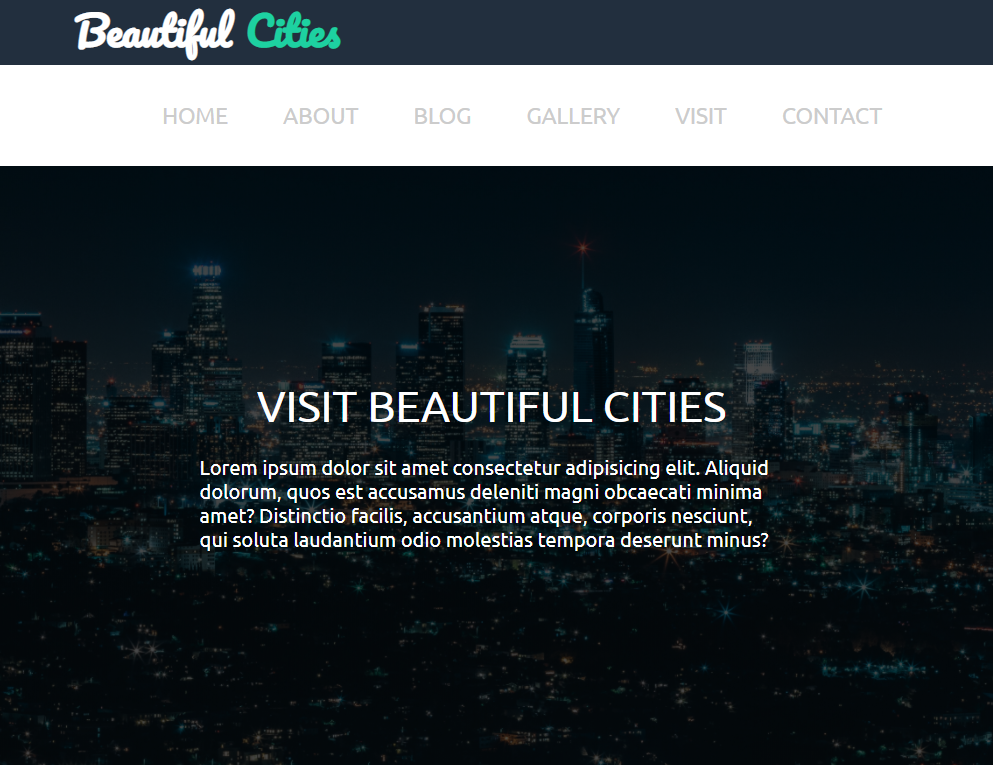 Beautiful Cities
HOME ABOUT BLOG GALLERY VISIT CONTACT
VISIT BEAUTIFUL CITIES
Lorem ipsum dolor sit amet consectetur adipisicing elit. Aliquid
dolorum, quos est accusamus deleniti magni obcaecati minima
amet? Distinctio facilis, accusantium atque, corporis nesciunt,
qui soluta laudantium odio molestias tempora deserunt minus?